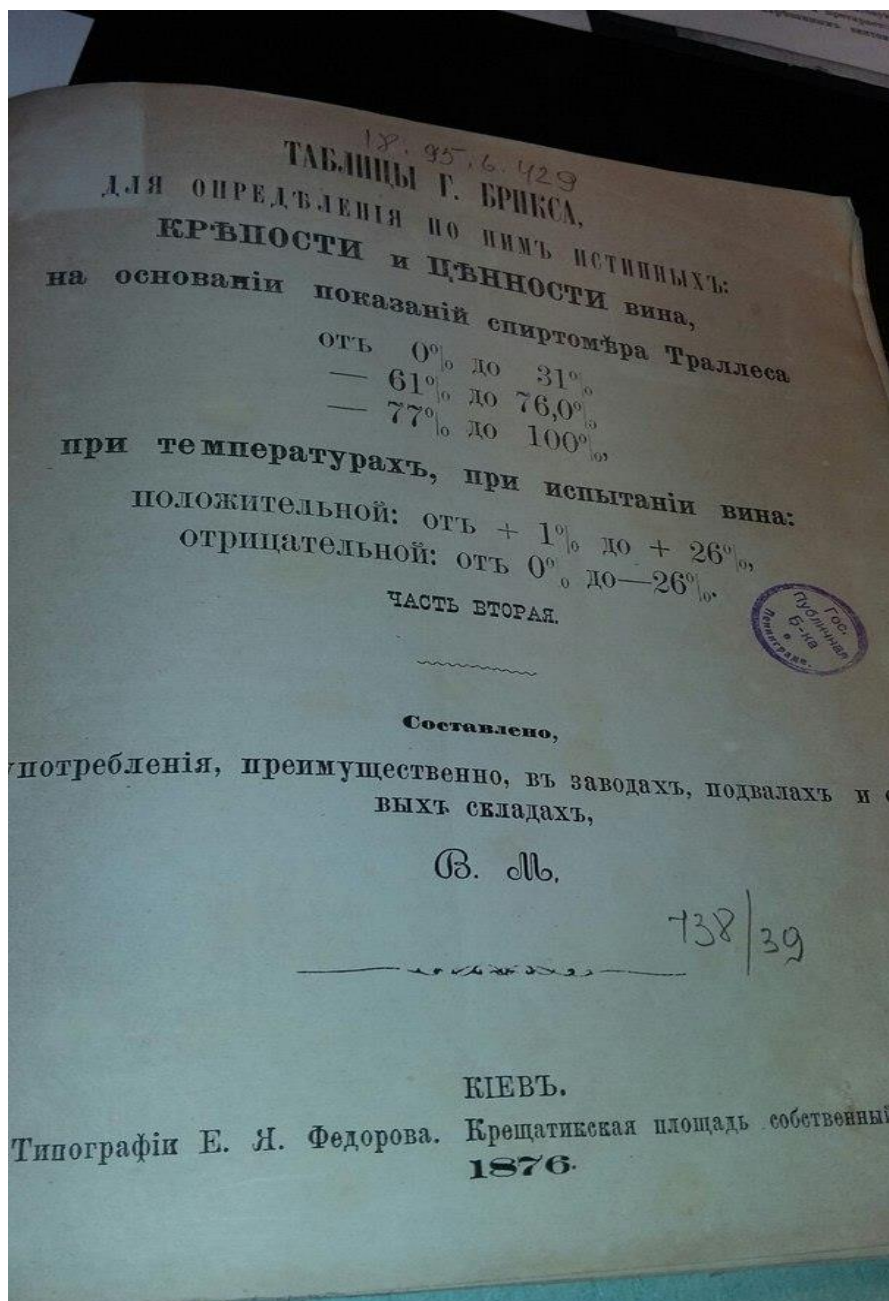 18.95.6.429
ТАБЛИЦЫ Г. БРИКСА,
ДЛЯ ОПРЕДѢЛЕНІЯ ПО НИМЪ ИСТИННЫХЪ:
КРѢПОСТИ и ЦѢННОСТИ вина,
на основаніи показаній спиртомѣра Траллеса
отъ 0% до 31%
— 61% до 76,0%
— 77% до 100%,
при температурахъ, при испытаніи вина:
положительной: отъ + 1% до + 26%,
отрицательной: отъ 0% до—26%.
ЧАСТЬ ВТОРАЯ.
Гос.
Публичная
Б-ка
в
Ленинграде.
Составлено,
употребленія, преимущественно, въ заводахъ, подвалахъ и
выхъ складахъ,
В. М.
138/39
КІЕВЪ.
Типографіи Е. Я. Федорова. Крещатикская площадь собственный
1876.